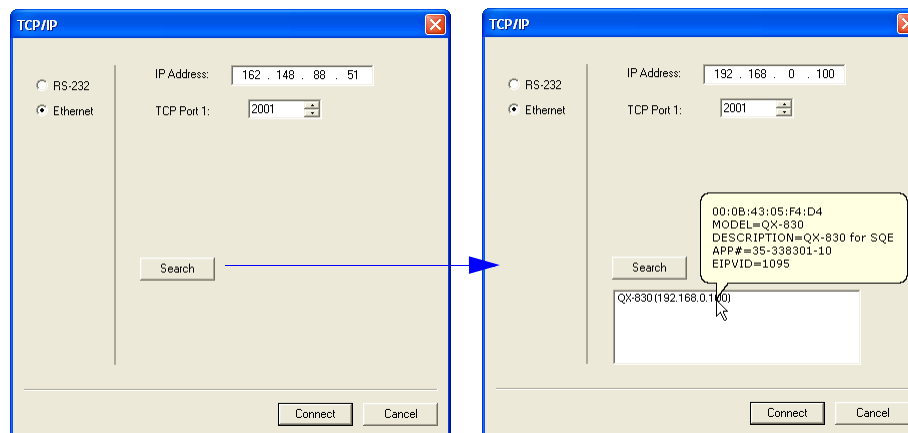 TCP/IP
RS-232
Ethernet
IP Address: 162 . 148 . 88 . 51
TCP Port 1: 2001
Search
Connect Cancel
TCP/IP
RS-232
Ethernet
IP Address: 192 . 168 . 0 . 100
TCP Port 1: 2001
00:0B:43:05:F4:D4
MODEL=QX-830
DESCRIPTION=QX-830 for SQE
APP#=35-338301-10
EIPVID=1095
Search
QX-830 (192.168.0.100)
Connect Cancel